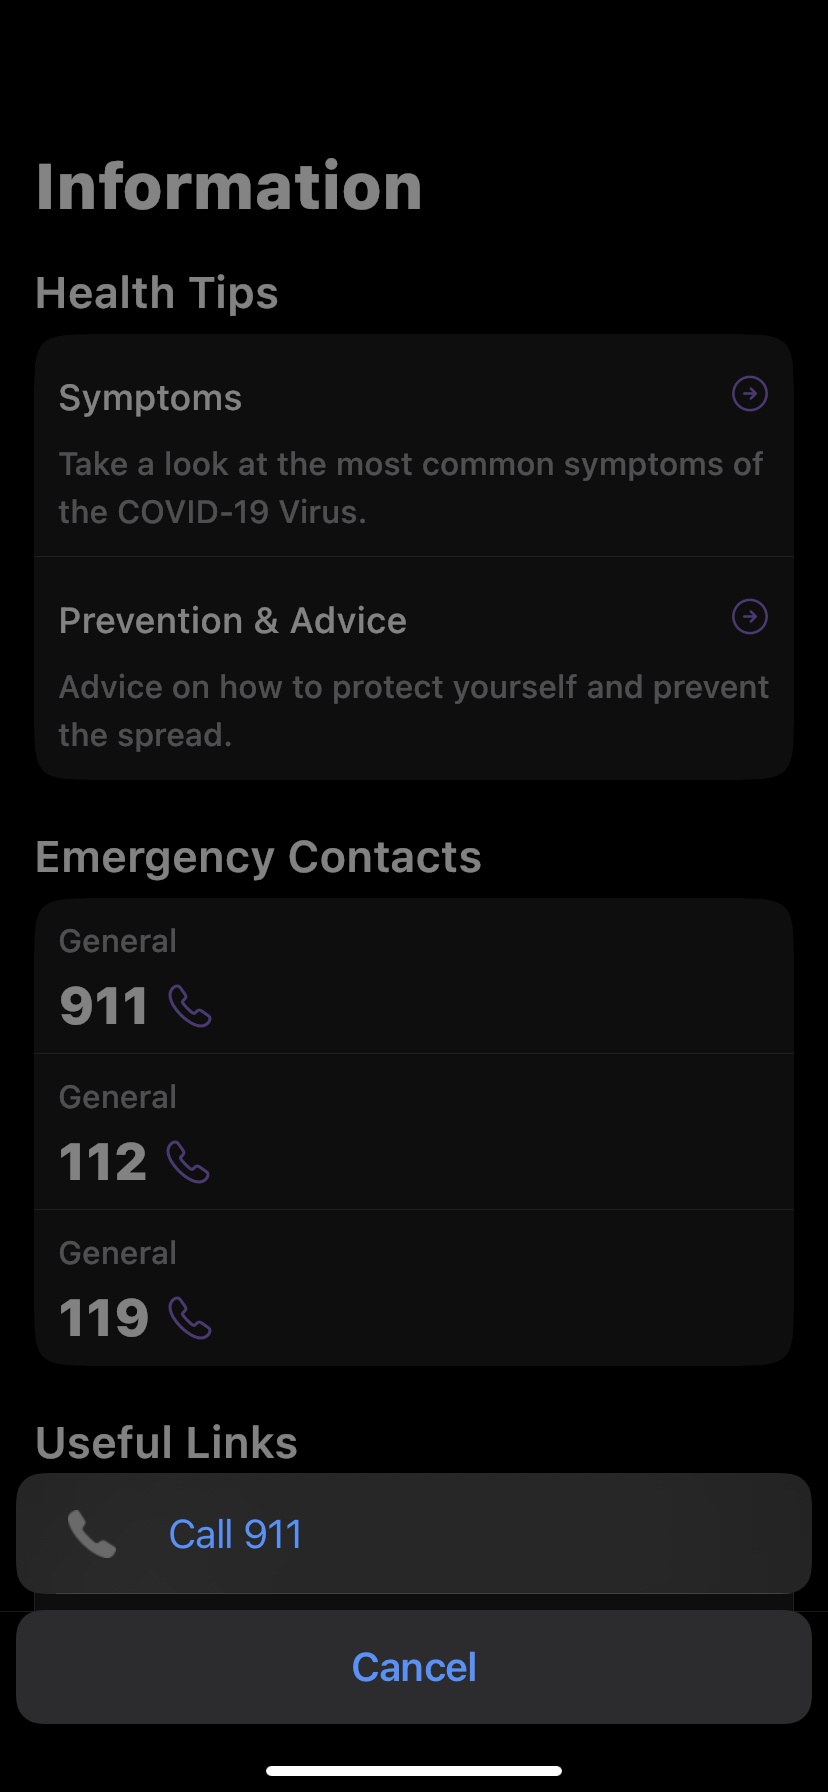 Information
Health Tips
Symptoms
Take a look at the most common symptoms of
the COVID-19 Virus.
Prevention & Advice
Advice on how to protect yourself and prevent
the spread.
Emergency Contacts
General
911
General
112
General
119
Useful Links
Call 911
Cancel